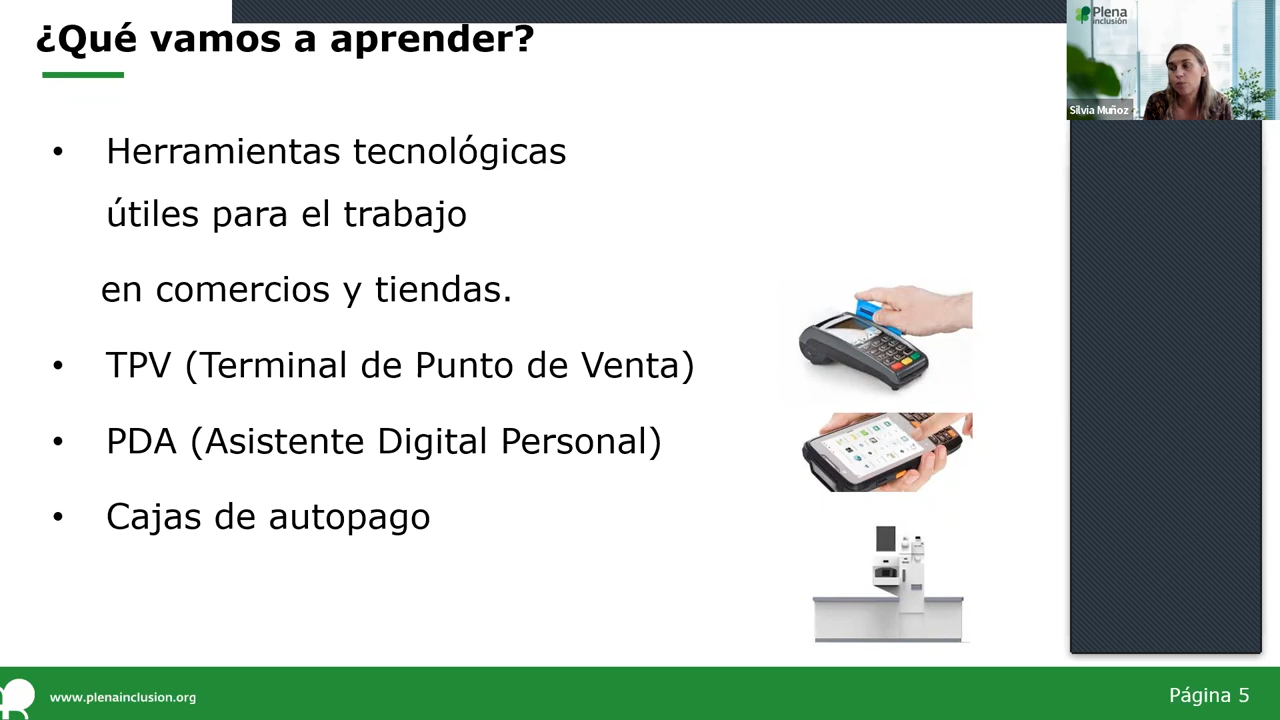 ¿Qué vamos a aprender?
Plena
inclusión
Silvia Muñoz
• Herramientas tecnológicas
útiles para el trabajo
en comercios y tiendas.
• TPV (Terminal de Punto de Venta)
• PDA (Asistente Digital Personal)
• Cajas de autopago
www.plenainclusion.org
Página 5